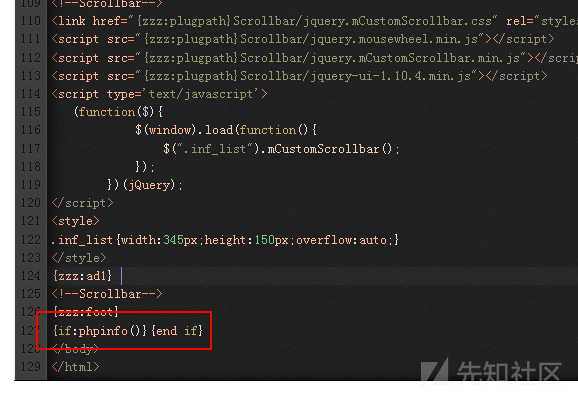 109 <!--Scrollbar-->
110 <link href="{zzz:plugpath}Scrollbar/jquery.mCustomScrollbar.css" rel="styles
111 <script src="{zzz:plugpath}Scrollbar/jquery.mousewheel.min.js"></script>
112 <script src="{zzz:plugpath}Scrollbar/jquery.mCustomScrollbar.min.js"></scri
113 <script src="{zzz:plugpath}Scrollbar/jquery-ui-1.10.4.min.js"></script>
114 <script type='text/javascript'>
115 (function($){
116 $(window).load(function(){
117 $(".inf_list").mCustomScrollbar();
118 });
119 })(jQuery);
120 </script>
121 <style>
122 .inf_list{width:345px;height:150px;overflow:auto;}
123 </style>
124 {zzz:ad1}
125 <!--Scrollbar-->
126 {zzz:foot}
127 {if:phpinfo()}{end if}
128 </body>
129 </html>
先知社区